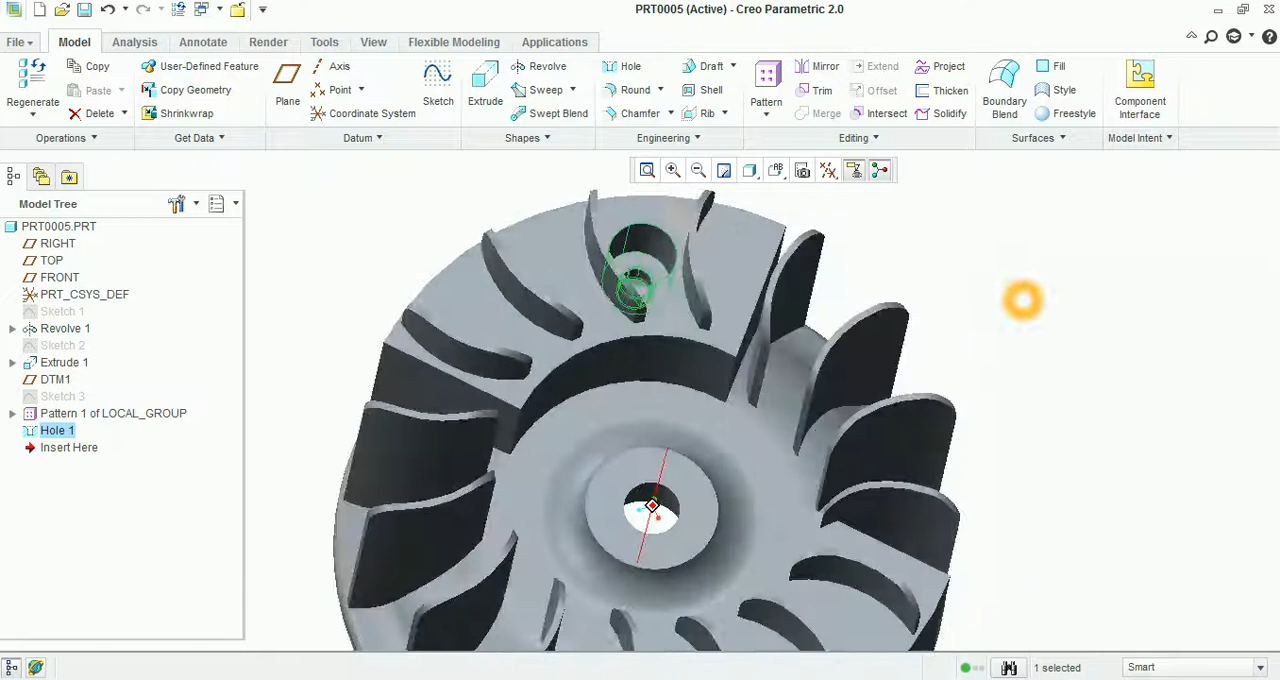 PRT0005 (Active) - Creo Parametric 2.0
File Model Analysis Annotate Render Tools View Flexible Modeling Applications
Regenerate
Copy
Paste
Delete
Operations
User-Defined Feature
Copy Geometry
Shrinkwrap
Get Data
Plane
Axis
Point
Coordinate System
Sketch
Datum
Extrude
Revolve
Sweep
Swept Blend
Shapes
Hole
Round
Chamfer
Draft
Shell
Rib
Engineering
Pattern
Mirror
Trim
Merge
Extend
Offset
Intersect
Project
Thicken
Solidify
Editing
Boundary
Blend
Fill
Style
Freestyle
Surfaces
Component
Interface
Model Intent
Model Tree
PRT0005.PRT
RIGHT
TOP
FRONT
PRT_CSYS_DEF
Sketch 1
Revolve 1
Sketch 2
Extrude 1
DTM1
Sketch 3
Pattern 1 of LOCAL_GROUP
Hole 1
Insert Here
1 selected
Smart